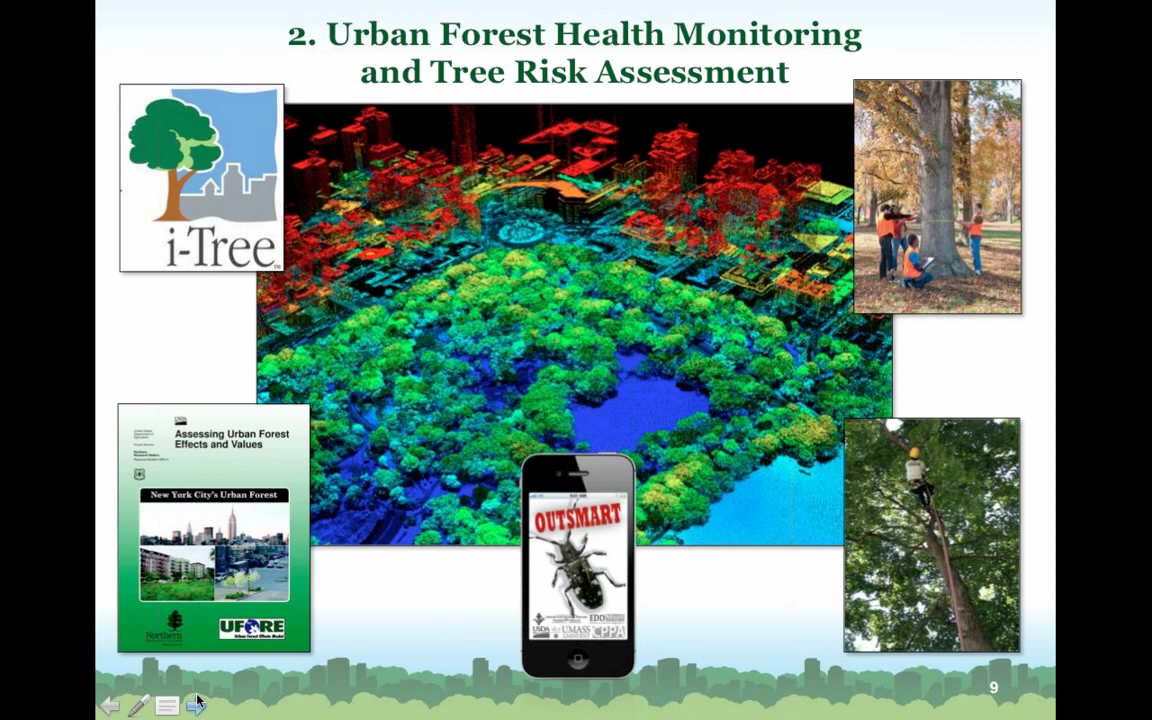 2. Urban Forest Health Monitoring
and Tree Risk Assessment
i-Tree
USDA
Assessing Urban Forest
Effects and Values
New York City's Urban Forest
Northern
UFORE
Urban Forest Effects Model
OUTSMART
USDA
UMASS
9